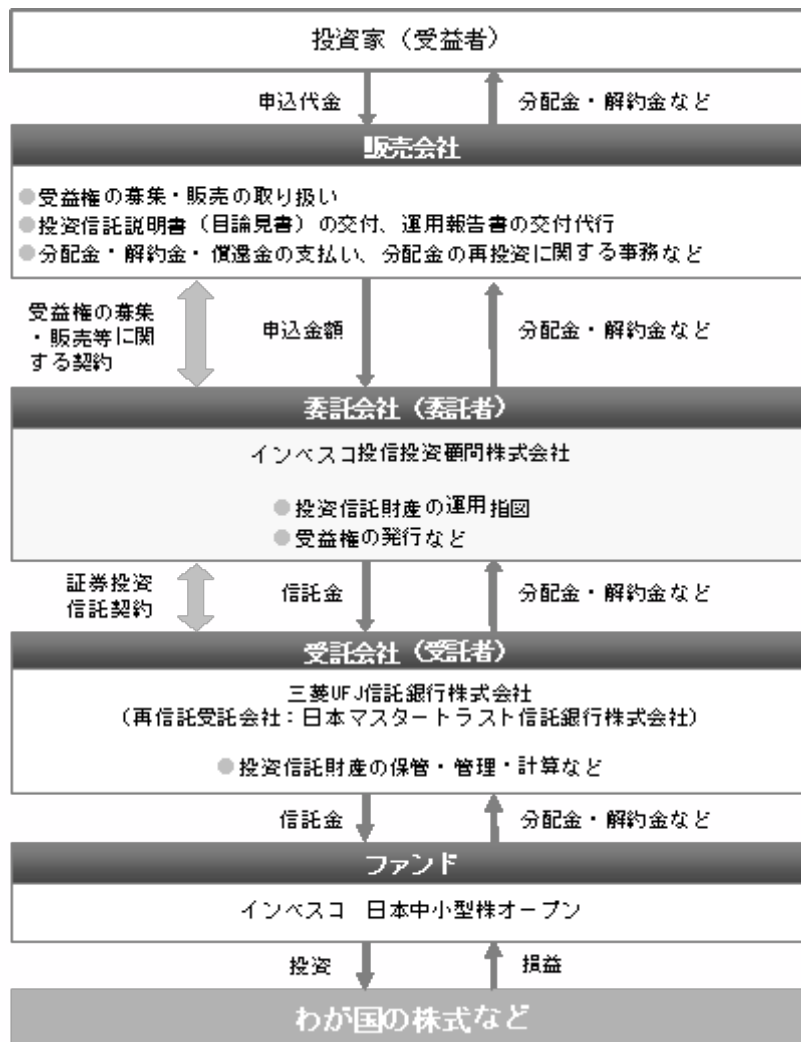 投資家（受益者）
申込代金
分配金・解約金など
販売会社
●受益権の募集・販売の取り扱い
●投資信託説明書（目論見書）の交付、運用報告書の交付代行
●分配金・解約金・償還金の支払い、分配金の再投資に関する事務など
受益権の募集
・販売等に関
する契約
申込金額
分配金・解約金など
委託会社（委託者）
インベスコ投信投資顧問株式会社
●投資信託財産の運用指図
●受益権の発行など
証券投資
信託契約
信託金
分配金・解約金など
受託会社（受託者）
三菱UFJ信託銀行株式会社
（再信託受託会社：日本マスタートラスト信託銀行株式会社）
●投資信託財産の保管・管理・計算など
信託金
分配金・解約金など
ファンド
インベスコ　日本中小型株オープン
投資
損益
わが国の株式など